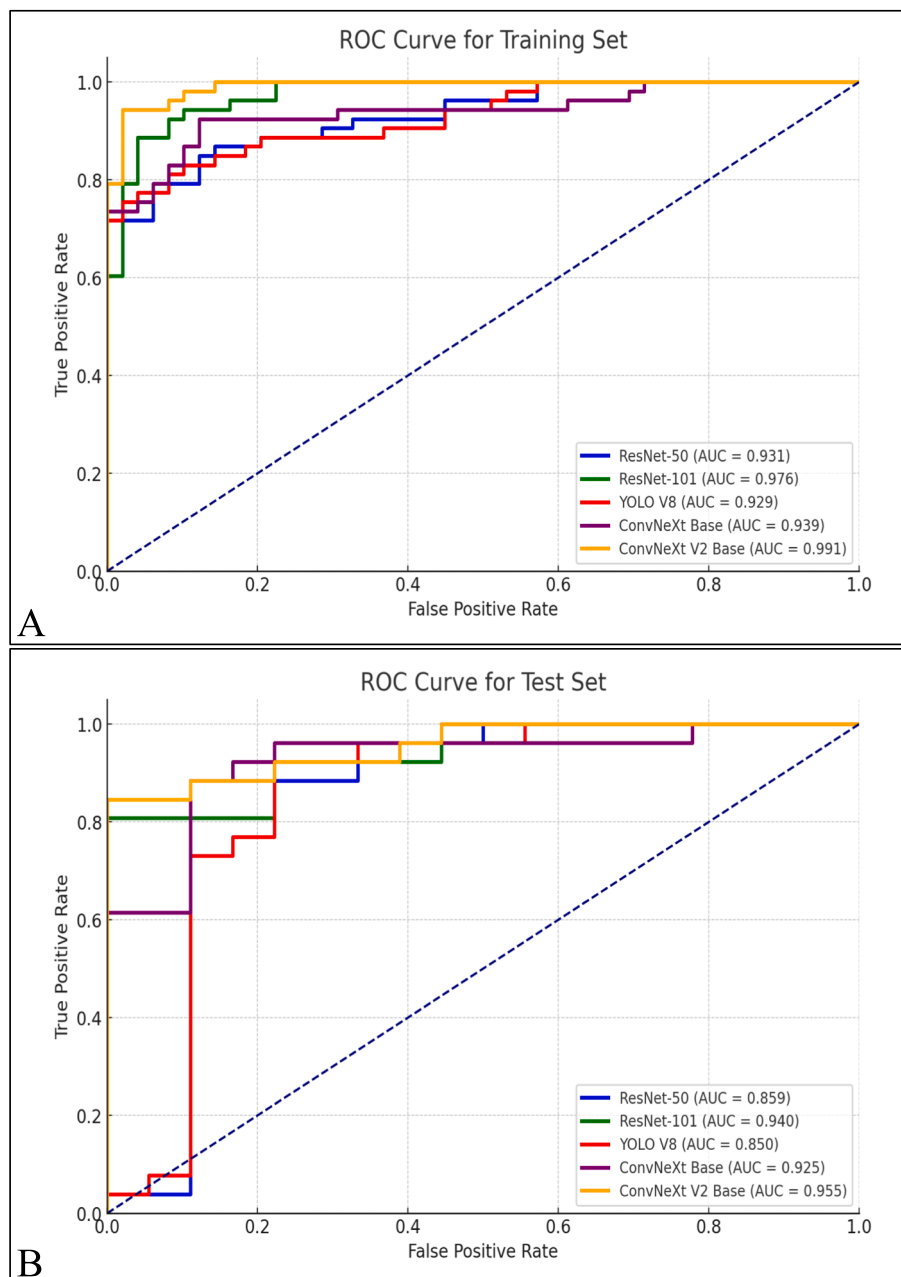 ROC Curve for Training Set
1.0
0.8
0.6
0.4
0.2
0.0
True Positive Rate
ResNet-50 (AUC = 0.931)
ResNet-101 (AUC = 0.976)
YOLO V8 (AUC = 0.929)
ConvNeXt Base (AUC = 0.939)
ConvNeXt V2 Base (AUC = 0.991)
0.0 0.2 0.4 0.6 0.8 1.0
False Positive Rate
A
ROC Curve for Test Set
1.0
0.8
0.6
0.4
0.2
0.0
True Positive Rate
ResNet-50 (AUC = 0.859)
ResNet-101 (AUC = 0.940)
YOLO V8 (AUC = 0.850)
ConvNeXt Base (AUC = 0.925)
ConvNeXt V2 Base (AUC = 0.955)
0.0 0.2 0.4 0.6 0.8 1.0
False Positive Rate
B